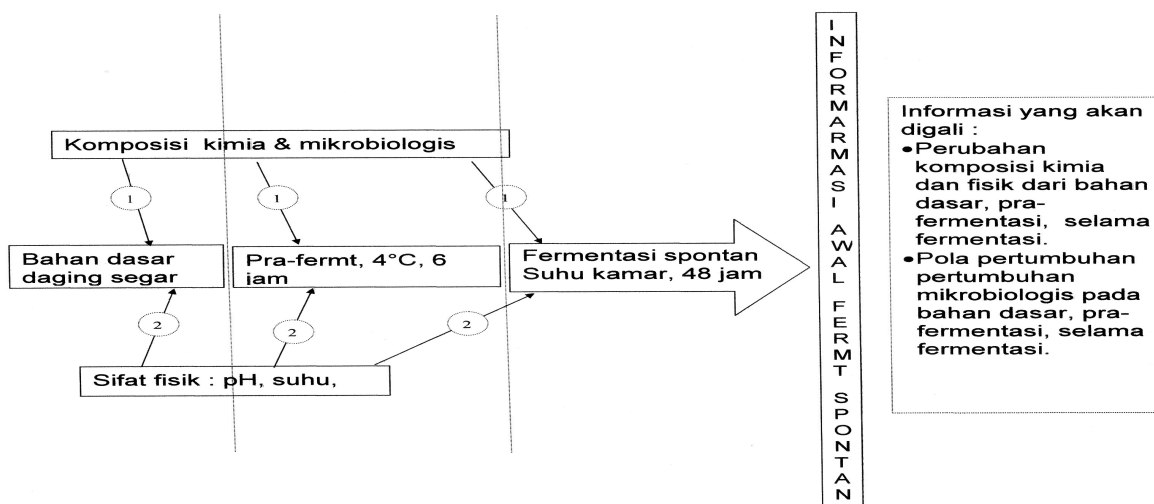 Komposisi kimia & mikrobiologis
1
1
1
Bahan dasar
daging segar
Pra-fermt, 4°C, 6
jam
Fermentasi spontan
Suhu kamar, 48 jam
2
2
2
Sifat fisik : pH, suhu,
INFORMARMASI AWAL FERMT SPONTAN
Informasi yang akan
digali :
•Perubahan
komposisi kimia
dan fisik dari bahan
dasar, pra-
fermentasi, selama
fermentasi.
•Pola pertumbuhan
pertumbuhan
mikrobiologis pada
bahan dasar, pra-
fermentasi, selama
fermentasi.